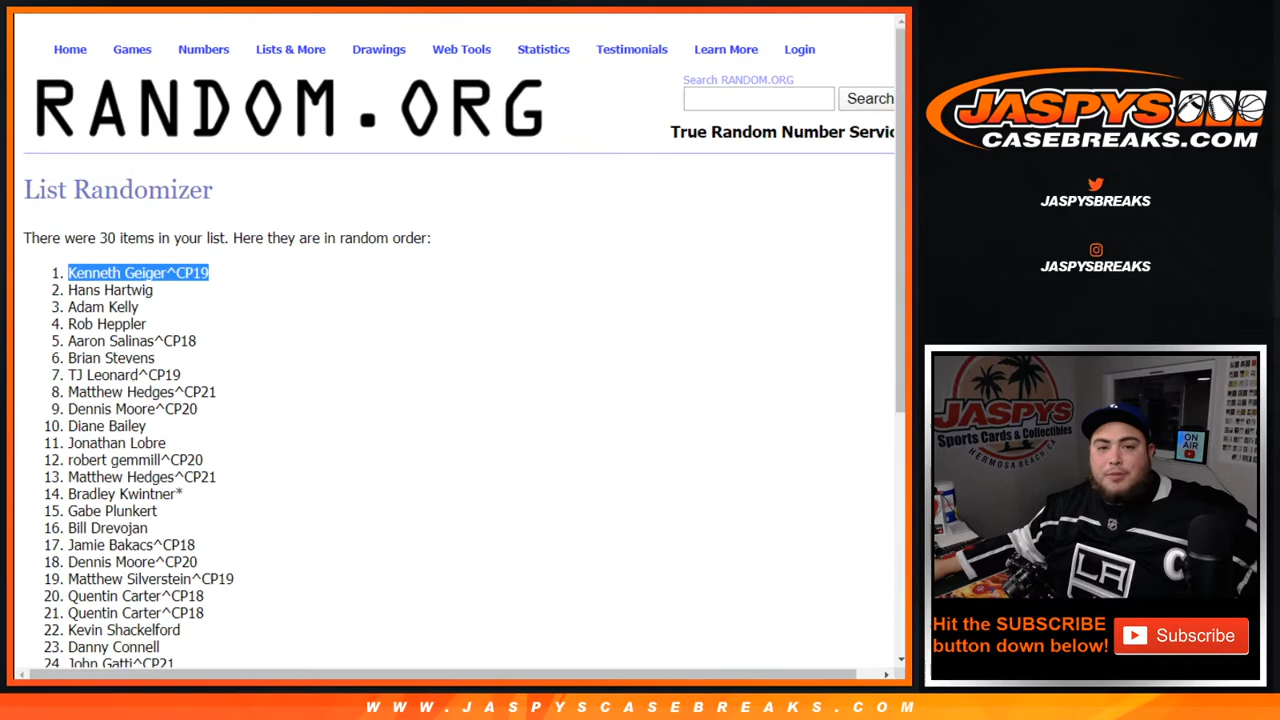 Home Games Numbers Lists & More Drawings Web Tools Statistics Testimonials Learn More Login
RANDOM.ORG
Search RANDOM.ORG
Search
True Random Number Servic
List Randomizer
There were 30 items in your list. Here they are in random order:
1. Kenneth Geiger^CP19
2. Hans Hartwig
3. Adam Kelly
4. Rob Heppler
5. Aaron Salinas^CP18
6. Brian Stevens
7. TJ Leonard^CP19
8. Matthew Hedges^CP21
9. Dennis Moore^CP20
10. Diane Bailey
11. Jonathan Lobre
12. robert gemmill^CP20
13. Matthew Hedges^CP21
14. Bradley Kwintner*
15. Gabe Plunkert
16. Bill Drevojan
17. Jamie Bakacs^CP18
18. Dennis Moore^CP20
19. Matthew Silverstein^CP19
20. Quentin Carter^CP18
21. Quentin Carter^CP18
22. Kevin Shackelford
23. Danny Connell
24. John Gatti^CP21
JASPYS
CASEBREAKS.COM
JASPYSBREAKS
JASPYSBREAKS
JASPYS
Sports Cards & Collectibles
HERMOSA BEACH, CA
ON
AIR
C
LA
Hit the SUBSCRIBE
button down below!
Subscribe
WWW.JASPYSCASEBREAKS.COM